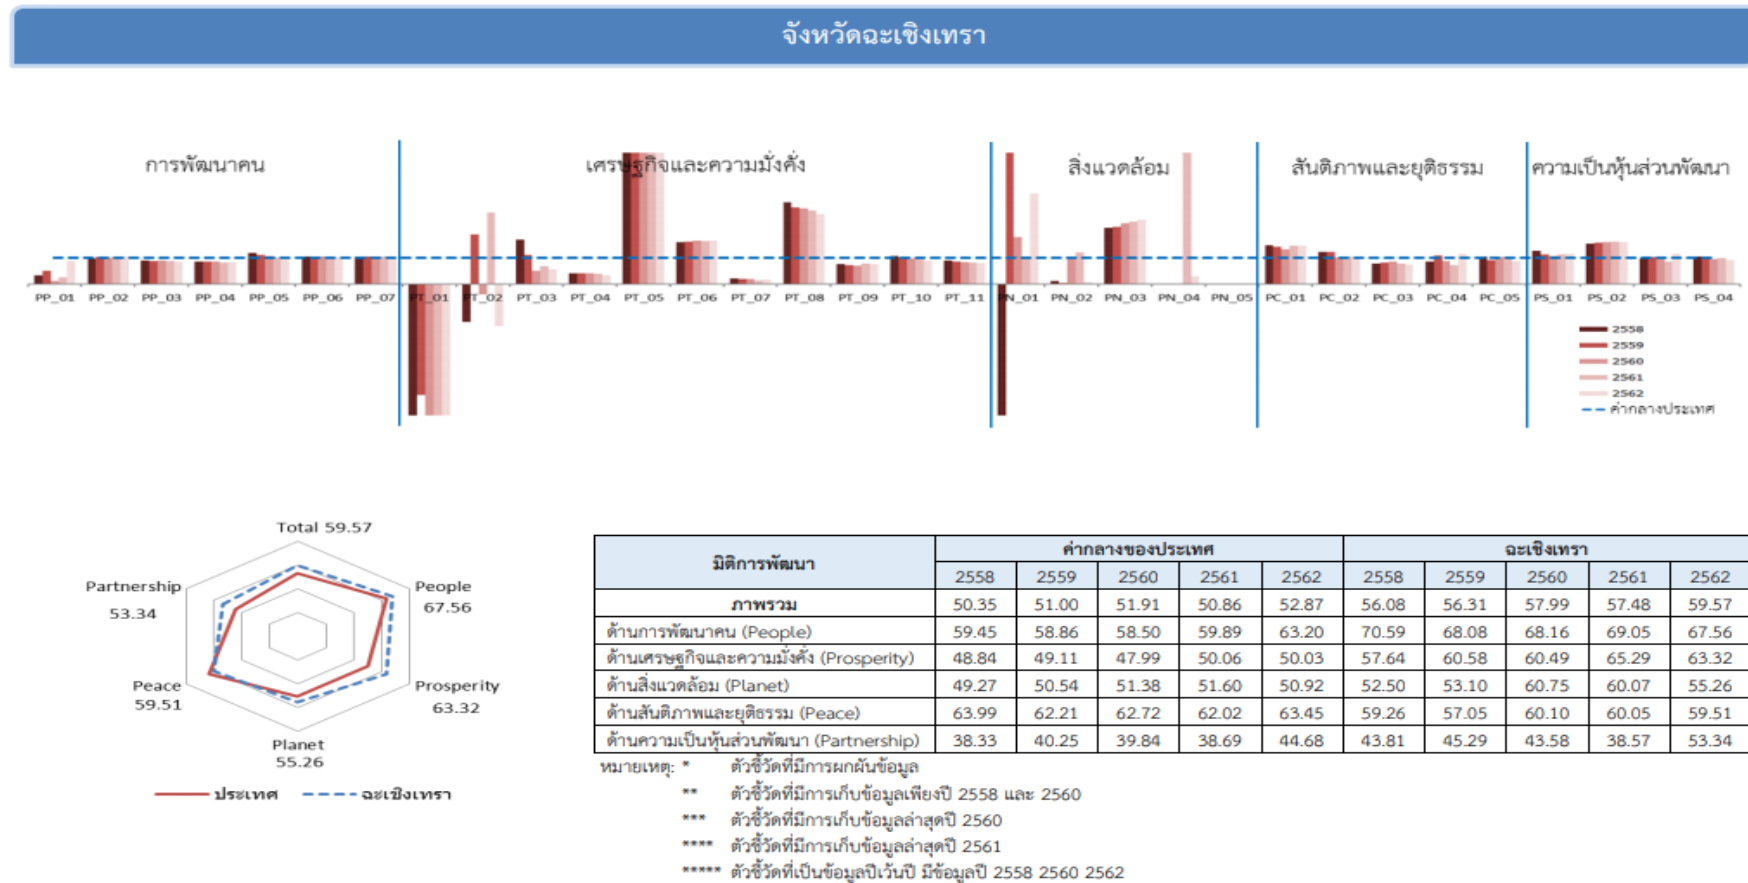 จังหวัดฉะเชิงเทรา
การพัฒนาคน
เศรษฐกิจและความมั่งคั่ง
สิ่งแวดล้อม
สันติภาพและยุติธรรม
ความเป็นหุ้นส่วนพัฒนา
PP_01 PP_02 PP_03 PP_04 PP_05 PP_06 PP_07 PT_01 PT_02 PT_03 PT_04 PT_05 PT_06 PT_07 PT_08 PT_09 PT_10 PT_11 PN_01 PN_02 PN_03 PN_04 PN_05 PC_01 PC_02 PC_03 PC_04 PC_05 PS_01 PS_02 PS_03 PS_04
2558
2559
2560
2561
2562
ค่ากลางประเทศ
Total 59.57
People
67.56
Prosperity
63.32
Planet
55.26
Peace
59.51
Partnership
53.34
ประเทศ ฉะเชิงเทรา
มิติการพัฒนา ค่ากลางของประเทศ ฉะเชิงเทรา
2558 2559 2560 2561 2562 2558 2559 2560 2561 2562
ภาพรวม 50.35 51.00 51.91 50.86 52.87 56.08 56.31 57.99 57.48 59.57
ด้านการพัฒนาคน (People) 59.45 58.86 58.50 59.89 63.20 70.59 68.08 68.16 69.05 67.56
ด้านเศรษฐกิจและความมั่งคั่ง (Prosperity) 48.84 49.11 47.99 50.06 50.03 57.64 60.58 60.49 65.29 63.32
ด้านสิ่งแวดล้อม (Planet) 49.27 50.54 51.38 51.60 50.92 52.50 53.10 60.75 60.07 55.26
ด้านสันติภาพและยุติธรรม (Peace) 63.99 62.21 62.72 62.02 63.45 59.26 57.05 60.10 60.05 59.51
ด้านความเป็นหุ้นส่วนพัฒนา (Partnership) 38.33 40.25 39.84 38.69 44.68 43.81 45.29 43.58 38.57 53.34
หมายเหตุ: * ตัวชี้วัดที่มีการผกผันข้อมูล
** ตัวชี้วัดที่มีการเก็บข้อมูลเพียงปี 2558 และ 2560
*** ตัวชี้วัดที่มีการเก็บข้อมูลล่าสุดปี 2560
**** ตัวชี้วัดที่มีการเก็บข้อมูลล่าสุดปี 2561
***** ตัวชี้วัดที่เป็นข้อมูลปีเว้นปี มีข้อมูลปี 2558 2560 2562